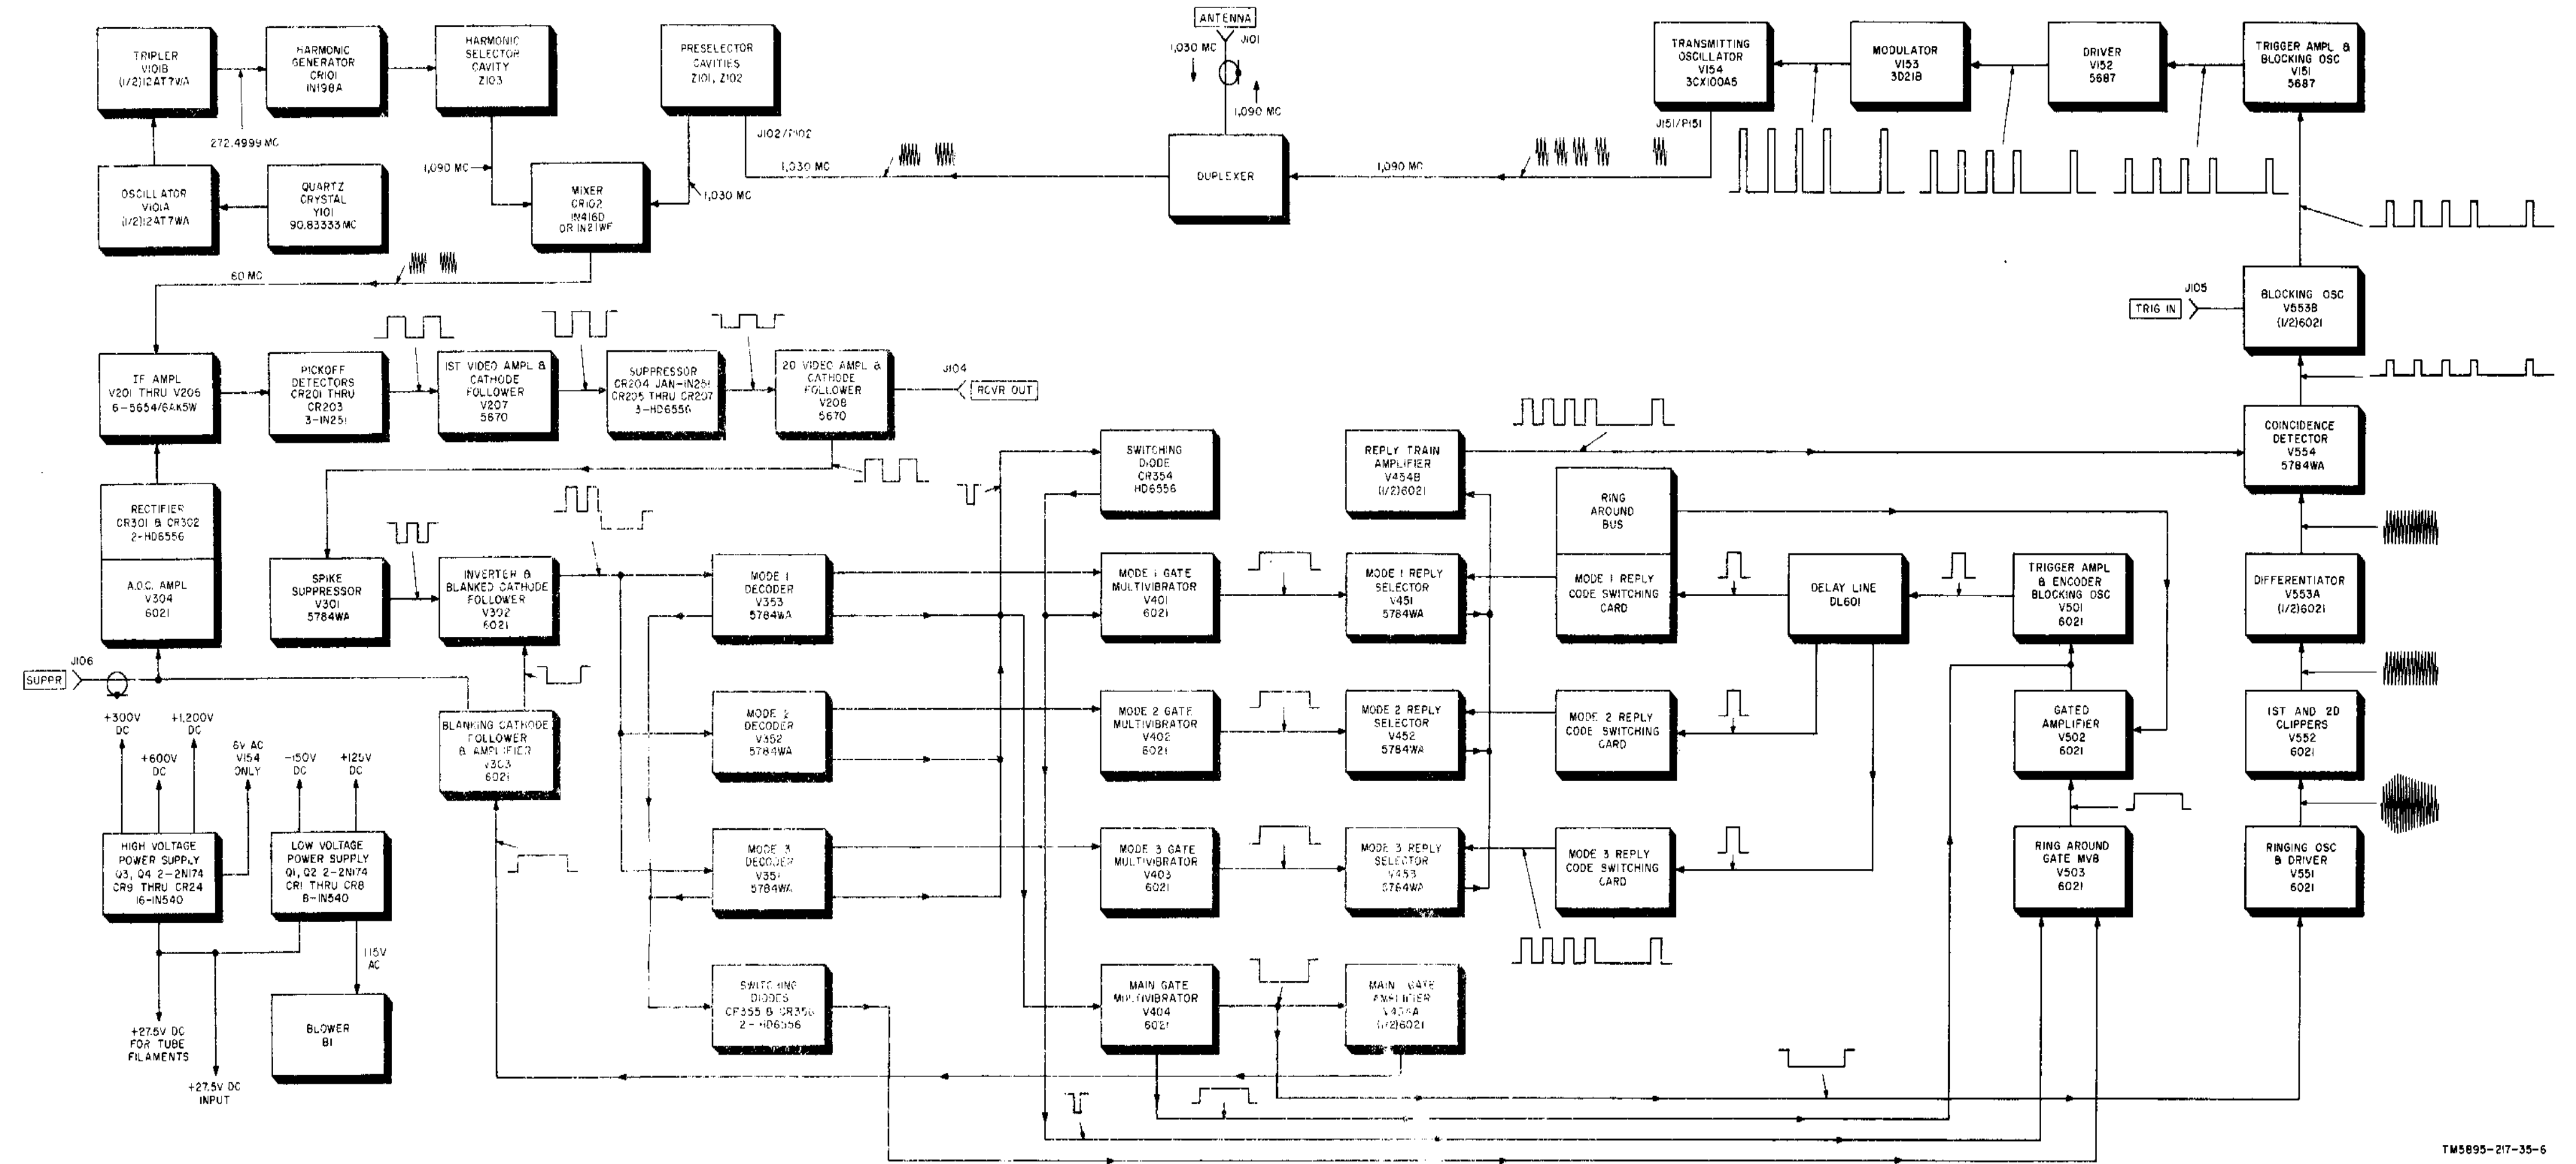 TRIPLER
V101B
(1/2)12AT7WA
HARMONIC
GENERATOR
CR101
IN198A
HARMONIC
SELECTOR
CAVITY
Z103
PRESELECTOR
CAVITIES
Z101, Z102
ANTENNA
J101
1,030 MC
1,090 MC
TRANSMITTING
OSCILLATOR
V154
3CX100A5
MODULATOR
V153
3D21B
DRIVER
V152
5687
TRIGGER AMPL &
BLOCKING OSC
V151
5687
272.4999 MC
J102/P102
J151/P151
OSCILLATOR
V101A
(1/2)12AT7WA
QUARTZ
CRYSTAL
Y101
90.83333MC
1,090 MC
MIXER
CR102
IN416D
OR IN21WF
1,030 MC
1,030 MC
DUPLEXER
1,090 MC
60 MC
BLOCKING OSC
V553B
(1/2)6021
J105
TRIG IN
IF AMPL
V201 THRU V206
6-5654/6AK5W
PICKOFF
DETECTORS
CR201 THRU
CR203
3-IN251
1ST VIDEO AMPL &
CATHODE
FOLLOWER
V207
5670
SUPPRESSOR
CR204 JAN-IN251
CR205 THRU CR207
3-HD6556
2D VIDEO AMPL &
CATHODE
FOLLOWER
V208
5670
J104
RCVR OUT
COINCIDENCE
DETECTOR
V554
5784WA
SWITCHING
DIODE
CR354
HD6556
REPLY TRAIN
AMPLIFIER
V454B
(1/2)6021
RING
AROUND
BUS
RECTIFIER
CR301 & CR302
2-HD6556
A.O.C. AMPL
V304
6021
SPIKE
SUPPRESSOR
V301
5784WA
INVERTER &
BLANKED CATHODE
FOLLOWER
V302
6021
MODE 1
DECODER
V353
5784WA
MODE 1 GATE
MULTIVIBRATOR
V401
6021
MODE 1 REPLY
SELECTOR
V451
5784WA
MODE 1 REPLY
CODE SWITCHING
CARD
DELAY LINE
DL601
TRIGGER AMPL
& ENCODER
BLOCKING OSC
V501
6021
DIFFERENTIATOR
V553A
(1/2)6021
J106
SUPPR
BLANKING CATHODE
FOLLOWER
& AMPLIFIER
V303
6021
MODE 2
DECODER
V352
5784WA
MODE 2 GATE
MULTIVIBRATOR
V402
6021
MODE 2 REPLY
SELECTOR
V452
5784WA
MODE 2 REPLY
CODE SWITCHING
CARD
GATED
AMPLIFIER
V502
6021
1ST AND 2D
CLIPPERS
V552
6021
+300V
DC
+1,200V
DC
+600V
DC
6V AC
V154
ONLY
-150V
DC
+125V
DC
HIGH VOLTAGE
POWER SUPPLY
Q3, Q4 2-2N174
CR9 THRU CR24
16-IN540
LOW VOLTAGE
POWER SUPPLY
Q1, Q2 2-2N174
CR1 THRU CR8
8-IN540
MODE 3
DECODER
V351
5784WA
MODE 3 GATE
MULTIVIBRATOR
V403
6021
MODE 3 REPLY
SELECTOR
V453
5784WA
MODE 3 REPLY
CODE SWITCHING
CARD
RING AROUND
GATE MVB
V503
6021
RINGING OSC
& DRIVER
V551
6021
115V
AC
BLOWER
B1
+27.5V DC
FOR TUBE
FILAMENTS
+27.5V DC
INPUT
SWITCHING
DIODES
CR355 & CR356
2-HD6556
MAIN GATE
MULTIVIBRATOR
V404
6021
MAIN GATE
AMPLIFIER
V454A
(1/2)6021
TM5895-217-35-6